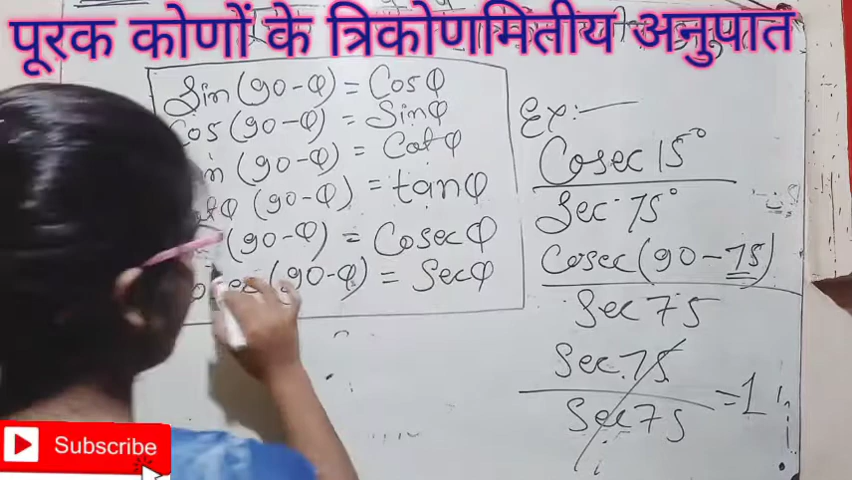 पूरक कोणों के त्रिकोणमितीय अनुपात
Sin (90-φ) = Cosφ
Cos (90-φ) = Sinφ
(90-φ) = Cotφ
(90-φ) = tanφ
(90-φ) = Cosecφ
(90-φ) = Secφ
Ex:—
Cosec 15°
Sec 75°
Cosec(90-75)
Sec 75
Sec 75
Sec 75
=1
Subscribe